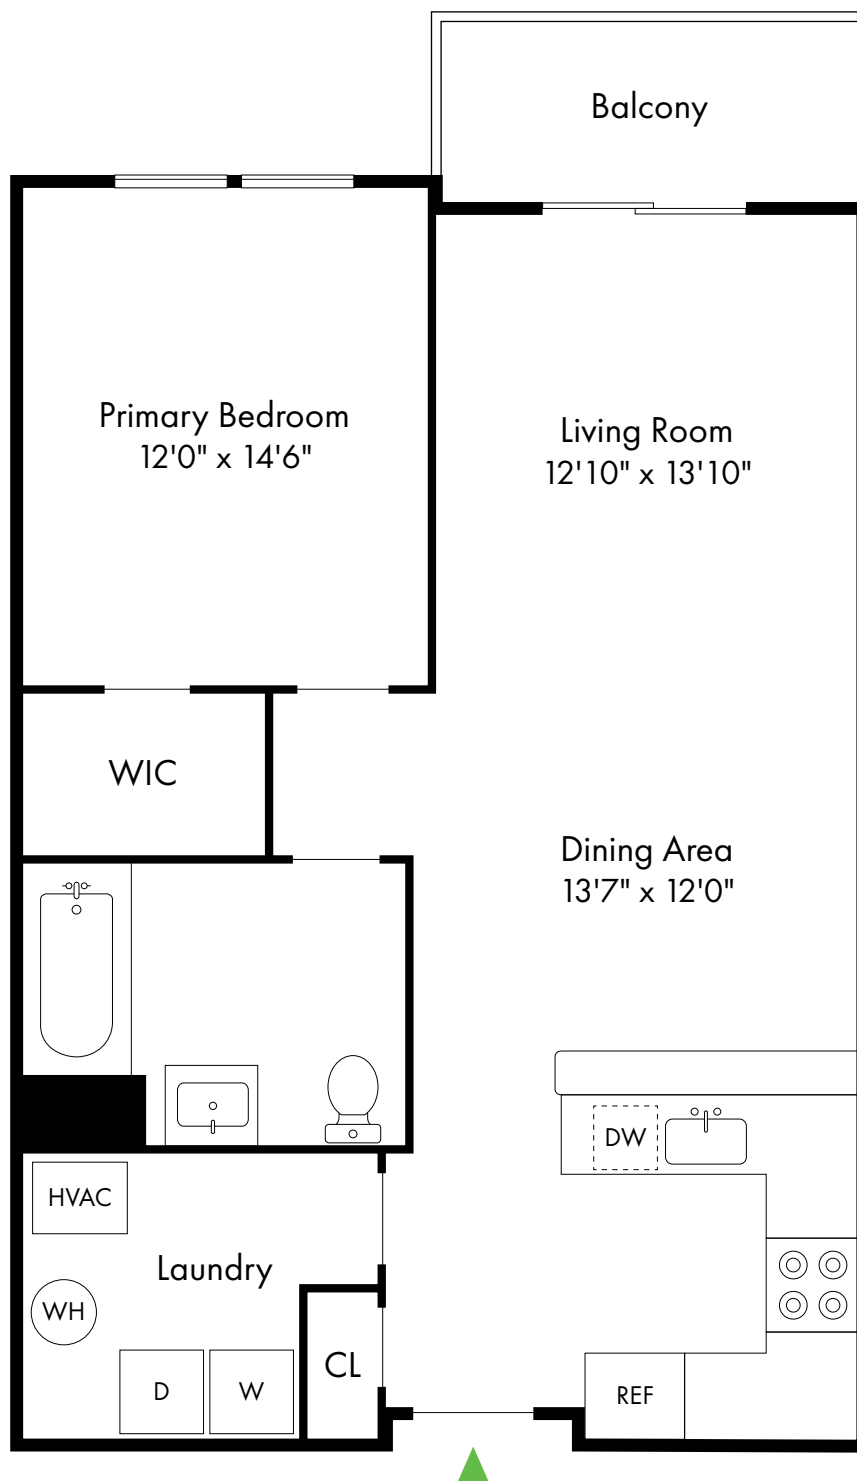 Balcony
Primary Bedroom
12'0" x 14'6"
Living Room
12'10" x 13'10"
WIC
Dining Area
13'7" x 12'0"
DW
HVAC
Laundry
WH
CL
D
W
REF